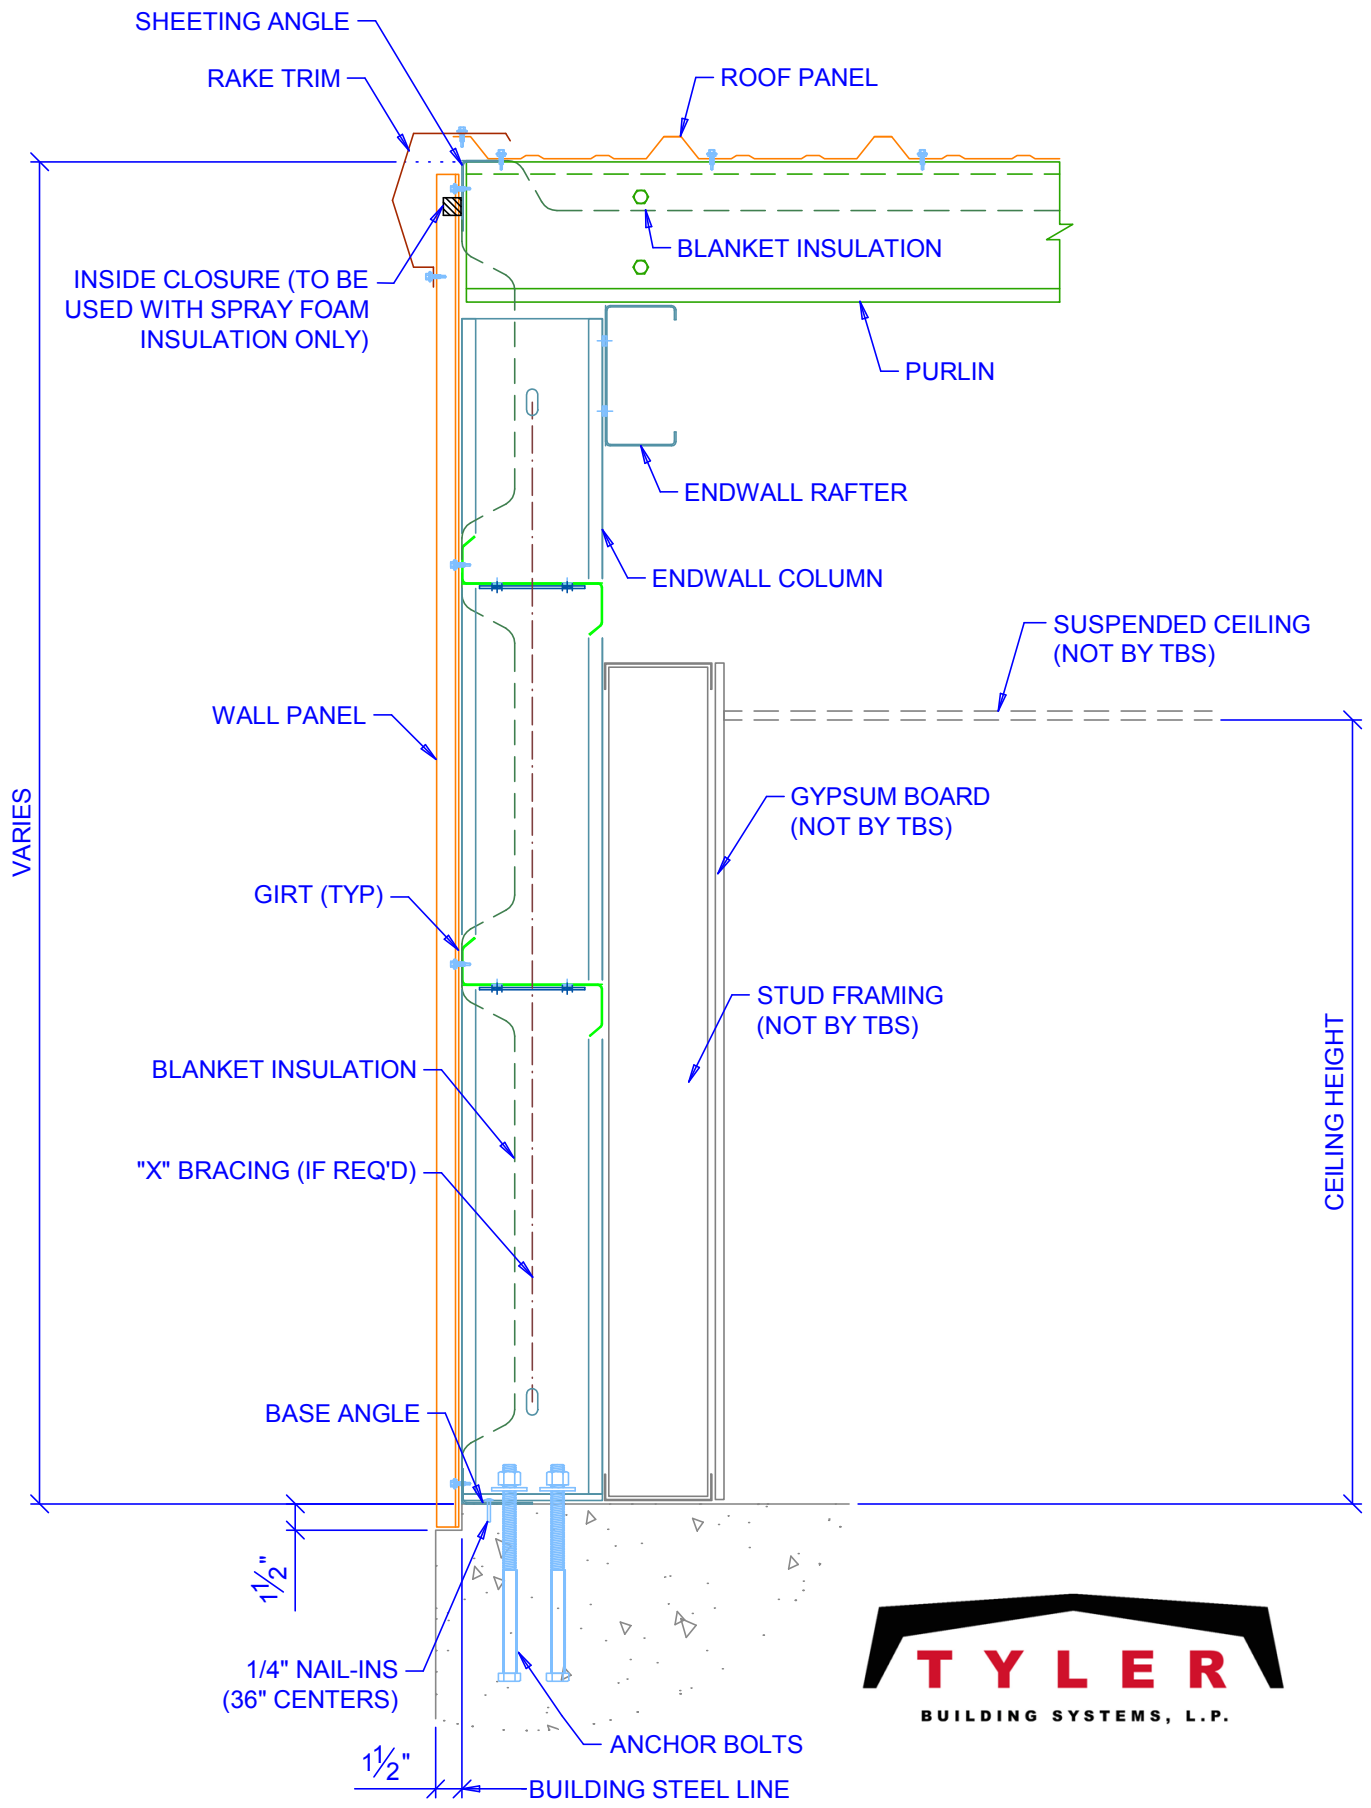 SHEETING ANGLE
RAKE TRIM
ROOF PANEL
BLANKET INSULATION
INSIDE CLOSURE (TO BE
USED WITH SPRAY FOAM
INSULATION ONLY)
PURLIN
ENDWALL RAFTER
ENDWALL COLUMN
SUSPENDED CEILING
(NOT BY TBS)
WALL PANEL
GYPSUM BOARD
(NOT BY TBS)
VARIES
GIRT (TYP)
STUD FRAMING
(NOT BY TBS)
BLANKET INSULATION
CEILING HEIGHT
"X" BRACING (IF REQ'D)
BASE ANGLE
1½"
1/4" NAIL-INS
(36" CENTERS)
TYLER
BUILDING SYSTEMS, L.P.
ANCHOR BOLTS
1½"
BUILDING STEEL LINE